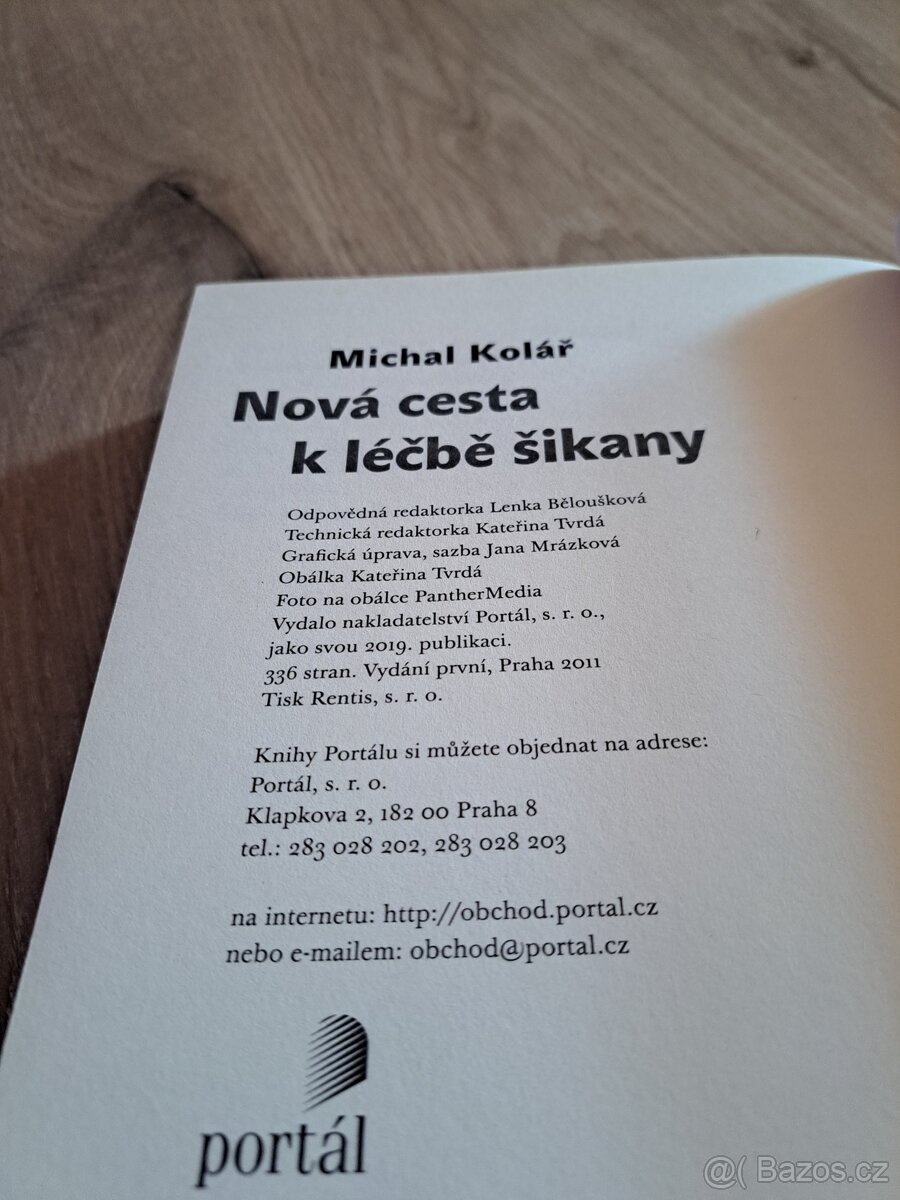 Michal Kolář
Nová cesta
k léčbě šikany
Odpovědná redaktorka Lenka Běloušková
Technická redaktorka Kateřina Tvrdá
Grafická úprava, sazba Jana Mrázková
Obálka Kateřina Tvrdá
Foto na obálce PantherMedia
Vydalo nakladatelství Portál, s. r. o.,
jako svou 2019. publikaci.
336 stran. Vydání první, Praha 2011
Tisk Rentis, s. r. o.
Knihy Portálu si můžete objednat na adrese:
Portál, s. r. o.
Klapkova 2, 182 00 Praha 8
tel.: 283 028 202, 283 028 203
na internetu: http://obchod.portal.cz
nebo e-mailem: obchod@portal.cz
portál
@( Bazos.cz